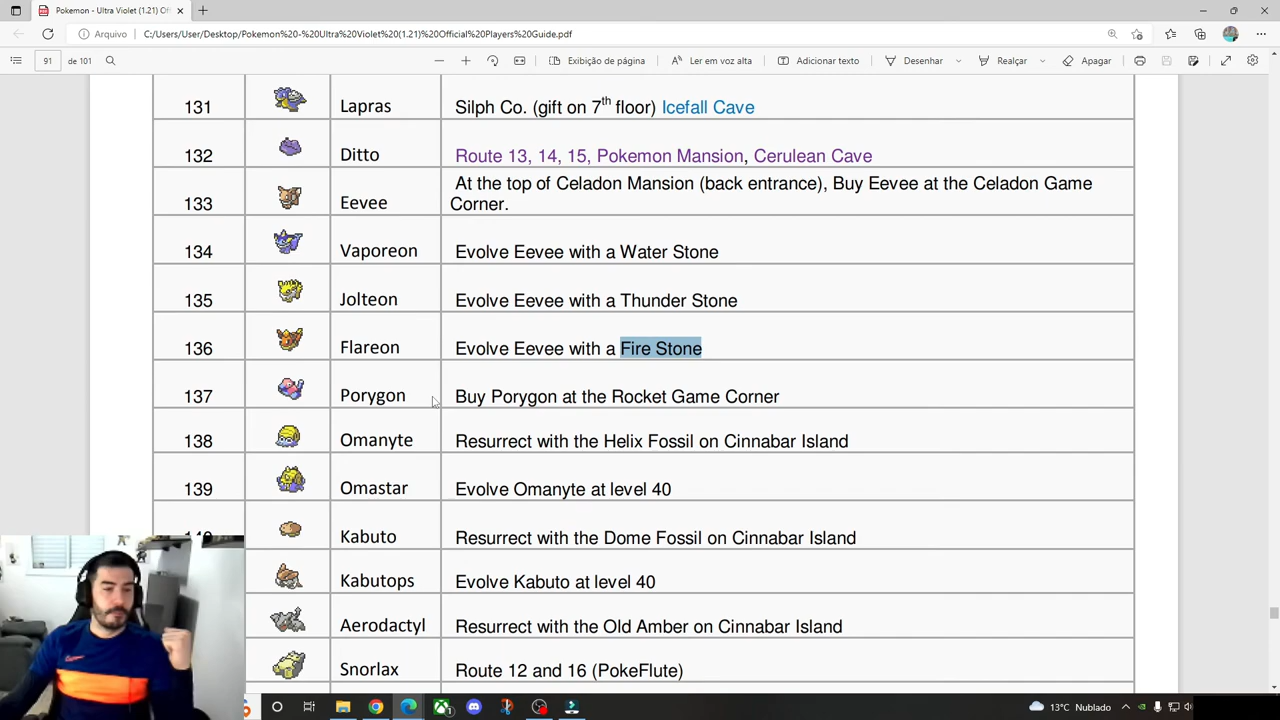 Pokemon - Ultra Violet (1.21) Of
Arquivo C:/Users/User/Desktop/Pokemon%20-%20Ultra%20Violet%20(1.21)%20Official%20Players%20Guide.pdf
91 de 101 Exibição de página Ler em voz alta Adicionar texto Desenhar Realçar Apagar
131 Lapras Silph Co. (gift on 7th floor) Icefall Cave
132 Ditto Route 13, 14, 15, Pokemon Mansion, Cerulean Cave
133 Eevee At the top of Celadon Mansion (back entrance), Buy Eevee at the Celadon Game
Corner.
134 Vaporeon Evolve Eevee with a Water Stone
135 Jolteon Evolve Eevee with a Thunder Stone
136 Flareon Evolve Eevee with a Fire Stone
137 Porygon Buy Porygon at the Rocket Game Corner
138 Omanyte Resurrect with the Helix Fossil on Cinnabar Island
139 Omastar Evolve Omanyte at level 40
Kabuto Resurrect with the Dome Fossil on Cinnabar Island
Kabutops Evolve Kabuto at level 40
Aerodactyl Resurrect with the Old Amber on Cinnabar Island
Snorlax Route 12 and 16 (PokeFlute)
13°C Nublado